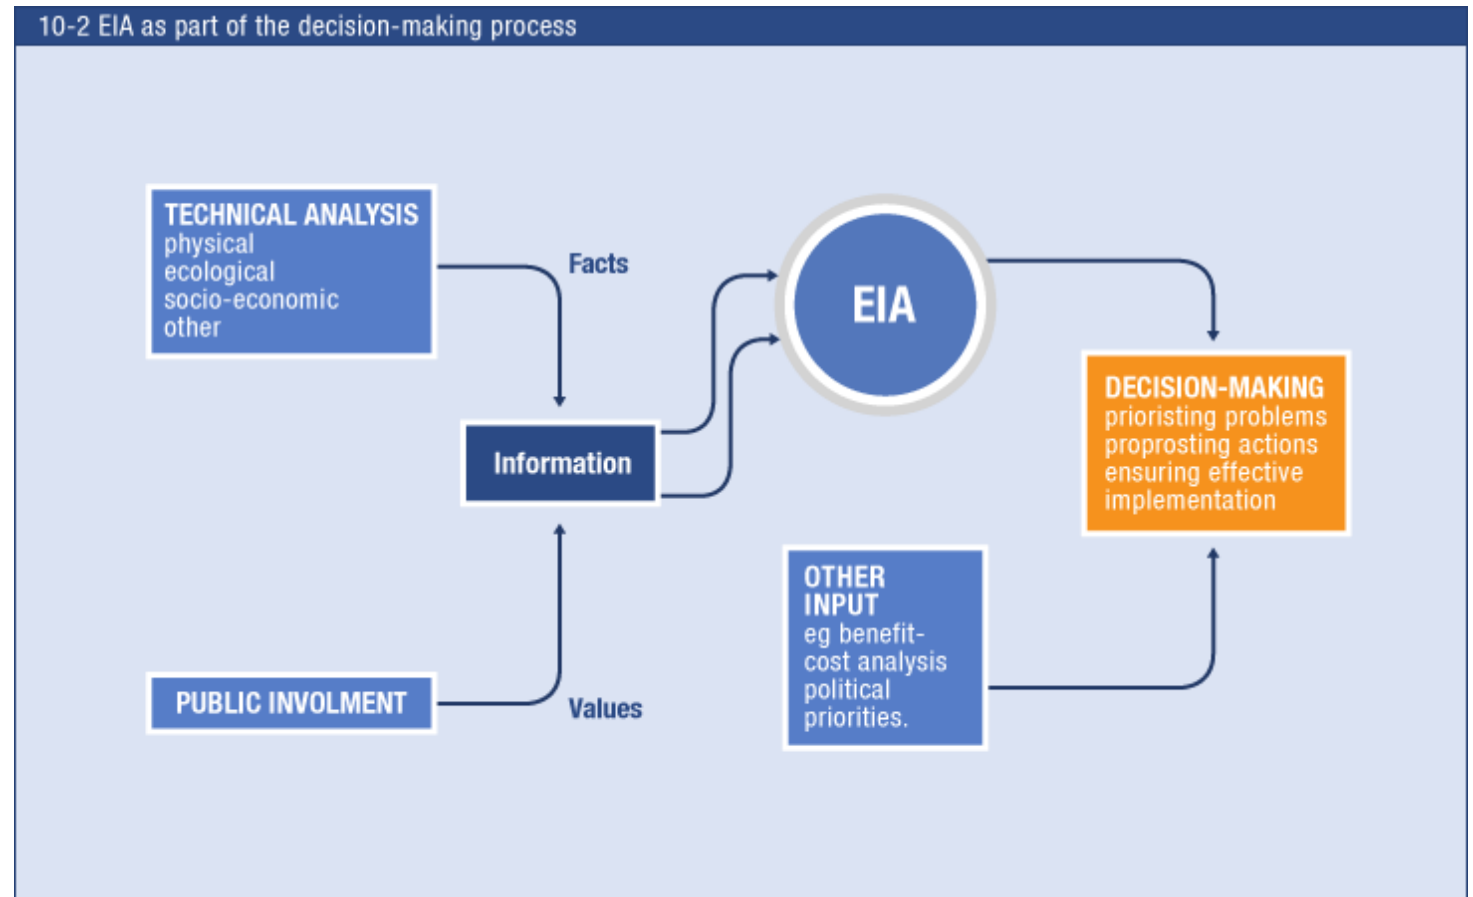 10-2 EIA as part of the decision-making process
TECHNICAL ANALYSIS
physical
ecological
socio-economic
other
Facts
EIA
Information
DECISION-MAKING
prioristing problems
proprosting actions
ensuring effective
implementation
OTHER
INPUT
eg benefit-
cost analysis
political
priorities.
PUBLIC INVOLMENT
Values